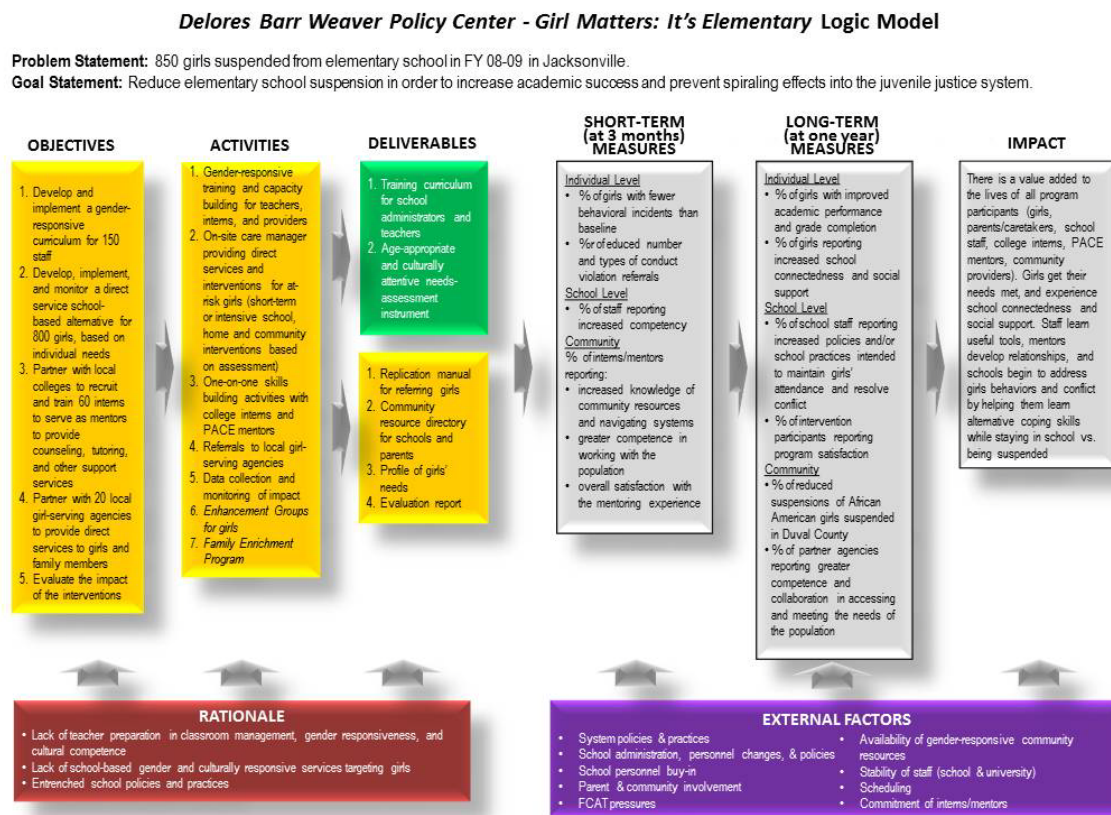 Delores Barr Weaver Policy Center - Girl Matters: It's Elementary Logic Model
Problem Statement: 850 girls suspended from elementary school in FY 08-09 in Jacksonville.
Goal Statement: Reduce elementary school suspension in order to increase academic success and prevent spiraling effects into the juvenile justice system.
OBJECTIVES
1. Develop and
implement a gender-
responsive
curriculum for 150
staff
2. Develop, implement,
and monitor a direct
service school-
based alternative for
800 girls, based on
individual needs
3. Partner with local
colleges to recruit
and train 60 interns
to serve as mentors
to provide
counseling, tutoring,
and other support
services
4. Partner with 20 local
girl-serving agencies
to provide direct
services to girls and
family members
5. Evaluate the impact
of the interventions
ACTIVITIES
1. Gender-responsive
training and capacity
building for teachers,
interns, and providers
2. On-site care manager
providing direct
services and
interventions for at-
risk girls (short-term
or intensive school,
home and community
interventions based
on assessment)
3. One-on-one skills
building activities with
college interns and
PACE mentors
4. Referrals to local girl-
serving agencies
5. Data collection and
monitoring of impact
6. Enhancement Groups
for girls
7. Family Enrichment
Program
DELIVERABLES
1. Training curriculum
for school
administrators and
teachers
2. Age-appropriate
and culturally
attentive needs-
assessment
instrument
1. Replication manual
for referring girls
2. Community
resource directory
for schools and
parents
3. Profile of girls'
needs
4. Evaluation report
SHORT-TERM
(at 3 months)
MEASURES
Individual Level
• % of girls with fewer
behavioral incidents than
baseline
• %r of educed number
and types of conduct
violation referrals
School Level
• % of staff reporting
increased competency
Community
% of interns/mentors
reporting:
• increased knowledge of
community resources
and navigating systems
• greater competence in
working with the
population
• overall satisfaction with
the mentoring experience
LONG-TERM
(at one year)
MEASURES
Individual Level
• % of girls with improved
academic performance
and grade completion
• % of girls reporting
increased school
connectedness and social
support
School Level
• % of school staff reporting
increased policies and/or
school practices intended
to maintain girls'
attendance and resolve
conflict
• % of intervention
participants reporting
program satisfaction
Community
• % of reduced
suspensions of African
American girls suspended
in Duval County
• % of partner agencies
reporting greater
competence and
collaboration in accessing
and meeting the needs of
the population
IMPACT
There is a value added to
the lives of all program
participants (girls,
parents/caretakers, school
staff, college interns, PACE
mentors, community
providers). Girls get their
needs met, and experience
school connectedness and
social support. Staff learn
useful tools, mentors
develop relationships, and
schools begin to address
girls behaviors and conflict
by helping them learn
alternative coping skills
while staying in school vs.
being suspended
RATIONALE
• Lack of teacher preparation in classroom management, gender responsiveness, and
cultural competence
• Lack of school-based gender and culturally responsive services targeting girls
• Entrenched school policies and practices
EXTERNAL FACTORS
• System policies & practices
• School administration, personnel changes, & policies
• School personnel buy-in
• Parent & community involvement
• FCAT pressures
• Availability of gender-responsive community
resources
• Stability of staff (school & university)
• Scheduling
• Commitment of interns/mentors